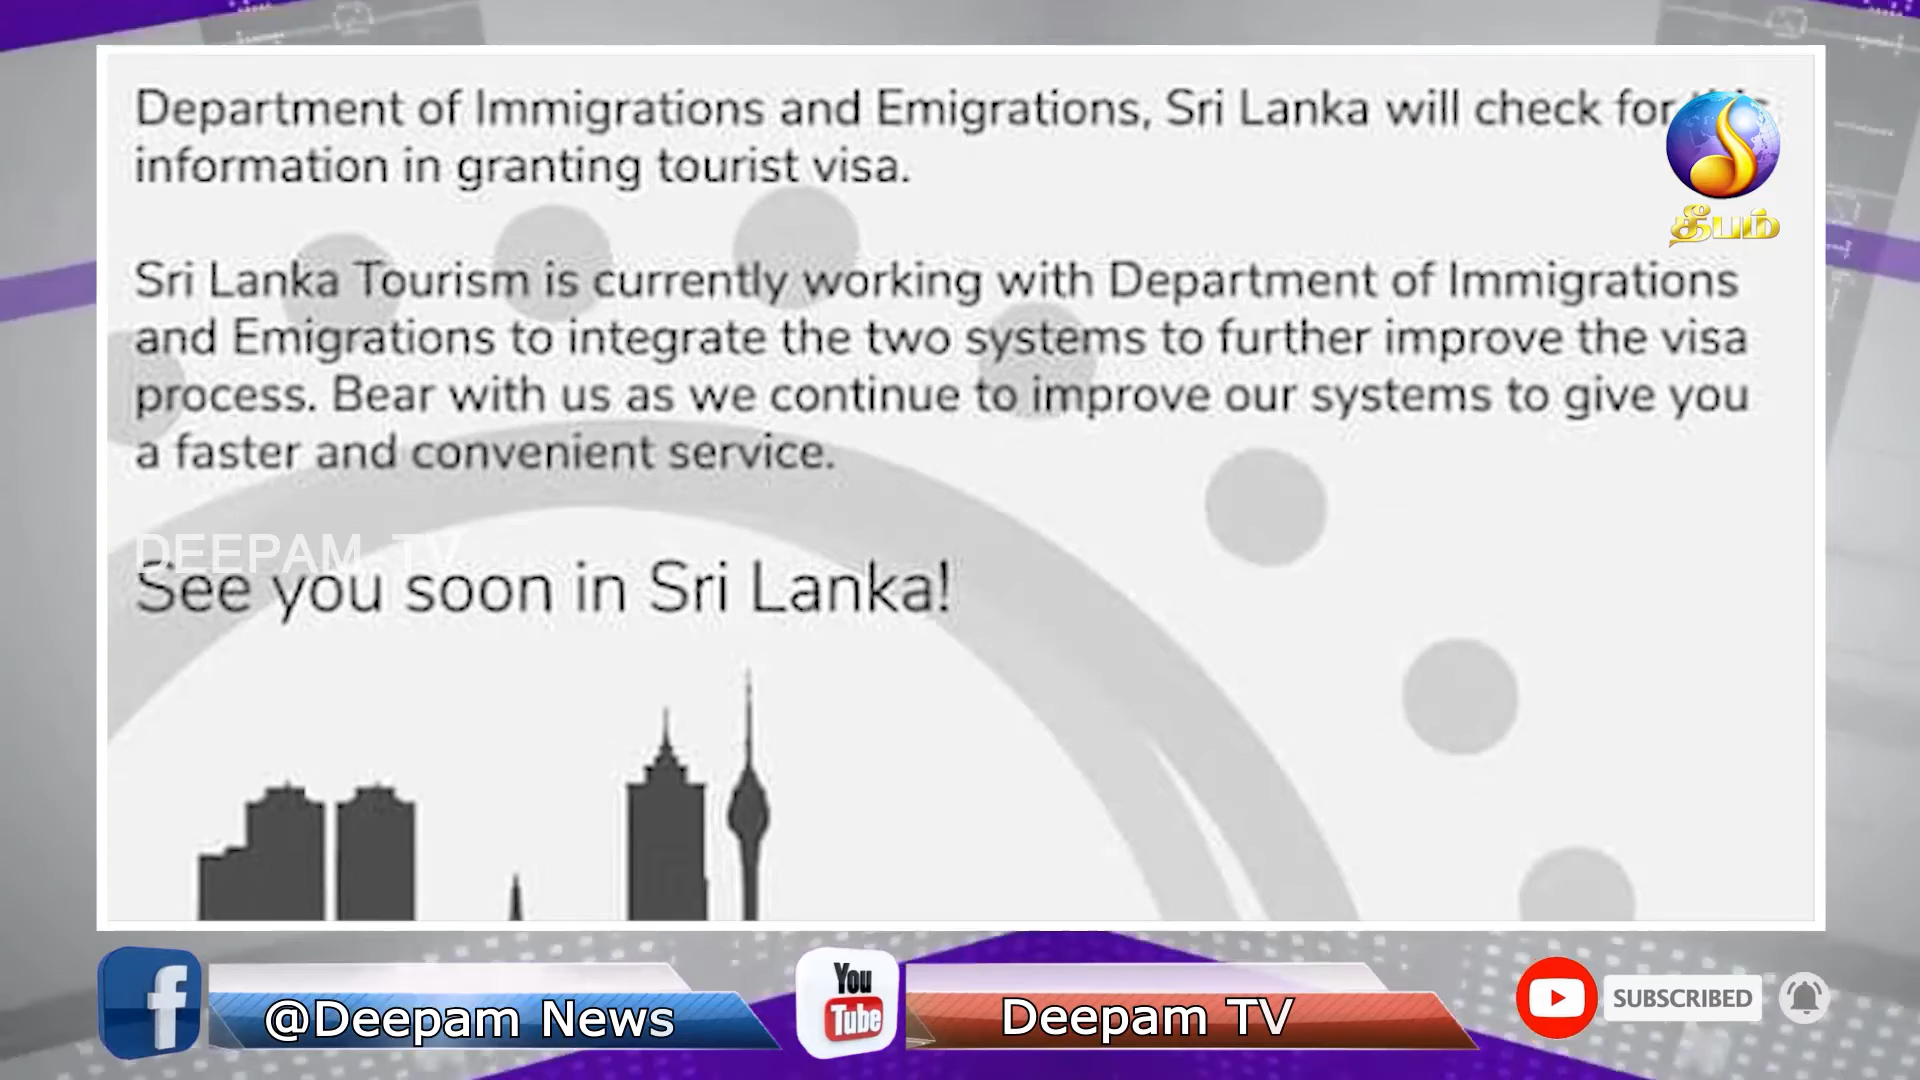 Department of Immigrations and Emigrations, Sri Lanka will check for this
information in granting tourist visa.
தீபம்
Sri Lanka Tourism is currently working with Department of Immigrations
and Emigrations to integrate the two systems to further improve the visa
process. Bear with us as we continue to improve our systems to give you
a faster and convenient service.
DEEPAM TV
See you soon in Sri Lanka!
@Deepam News
You
Tube
Deepam TV
SUBSCRIBED